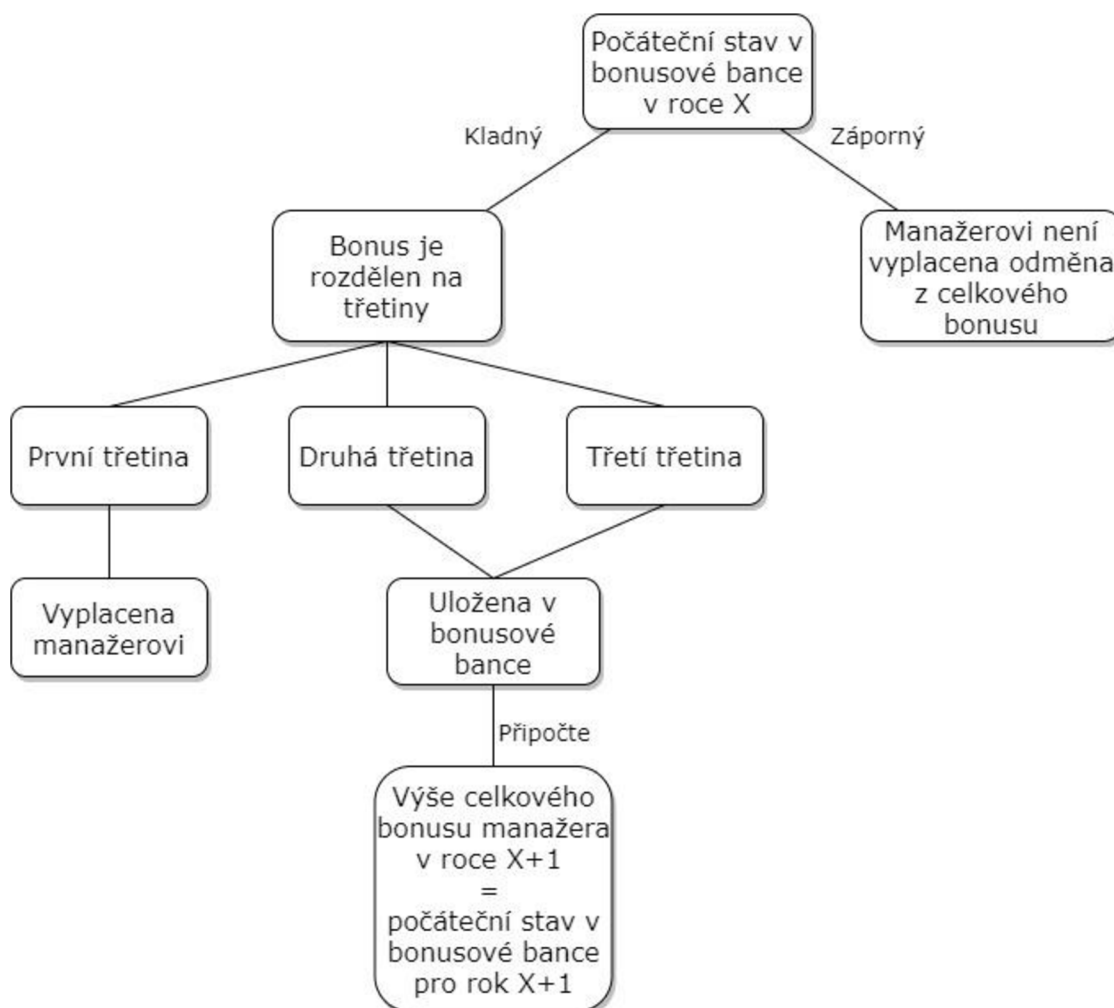 Počáteční stav v
bonusové bance
v roce X
Kladný
Záporný
Bonus je
rozdělen na
třetiny
Manažerovi není
vyplacena odměna
z celkového
bonusu
První třetina
Druhá třetina
Třetí třetina
Vyplacena
manažerovi
Uložena v
bonusové
bance
Připočte
Výše celkového
bonusu manažera
v roce X+1
=
počáteční stav v
bonusové bance
pro rok X+1